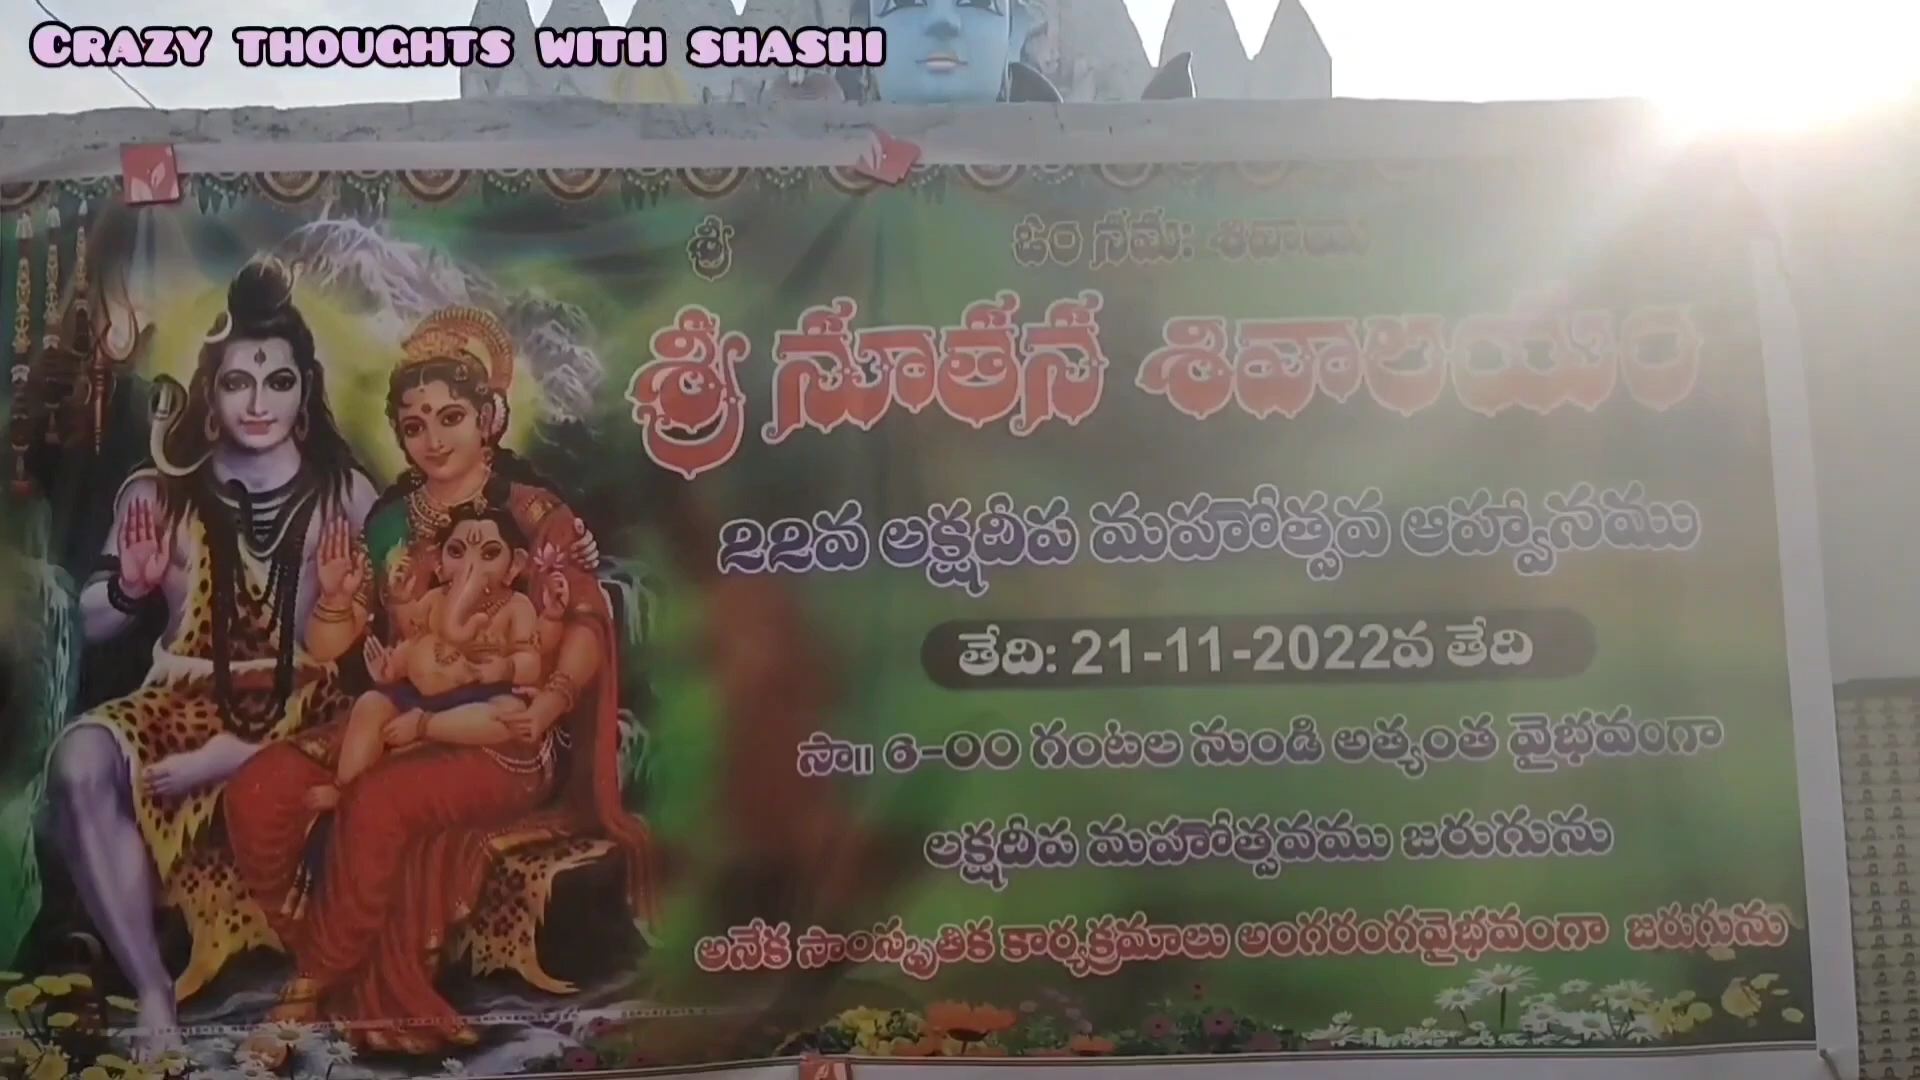 CRAZY THOUGHTS WITH SHASHI
శ్రీ ఓం నమః శివాయ
శ్రీ నూతన శివాలయం
22వ లక్షదీప మహోత్సవ ఆహ్వానము
తేది: 21-11-2022వ తేది
సా॥ 6-00 గంటల నుండి అత్యంత వైభవంగా
లక్షదీప మహోత్సవము జరుగును
అనేక సాంస్కృతిక కార్యక్రమాలు అంగరంగవైభవంగా జరుగును